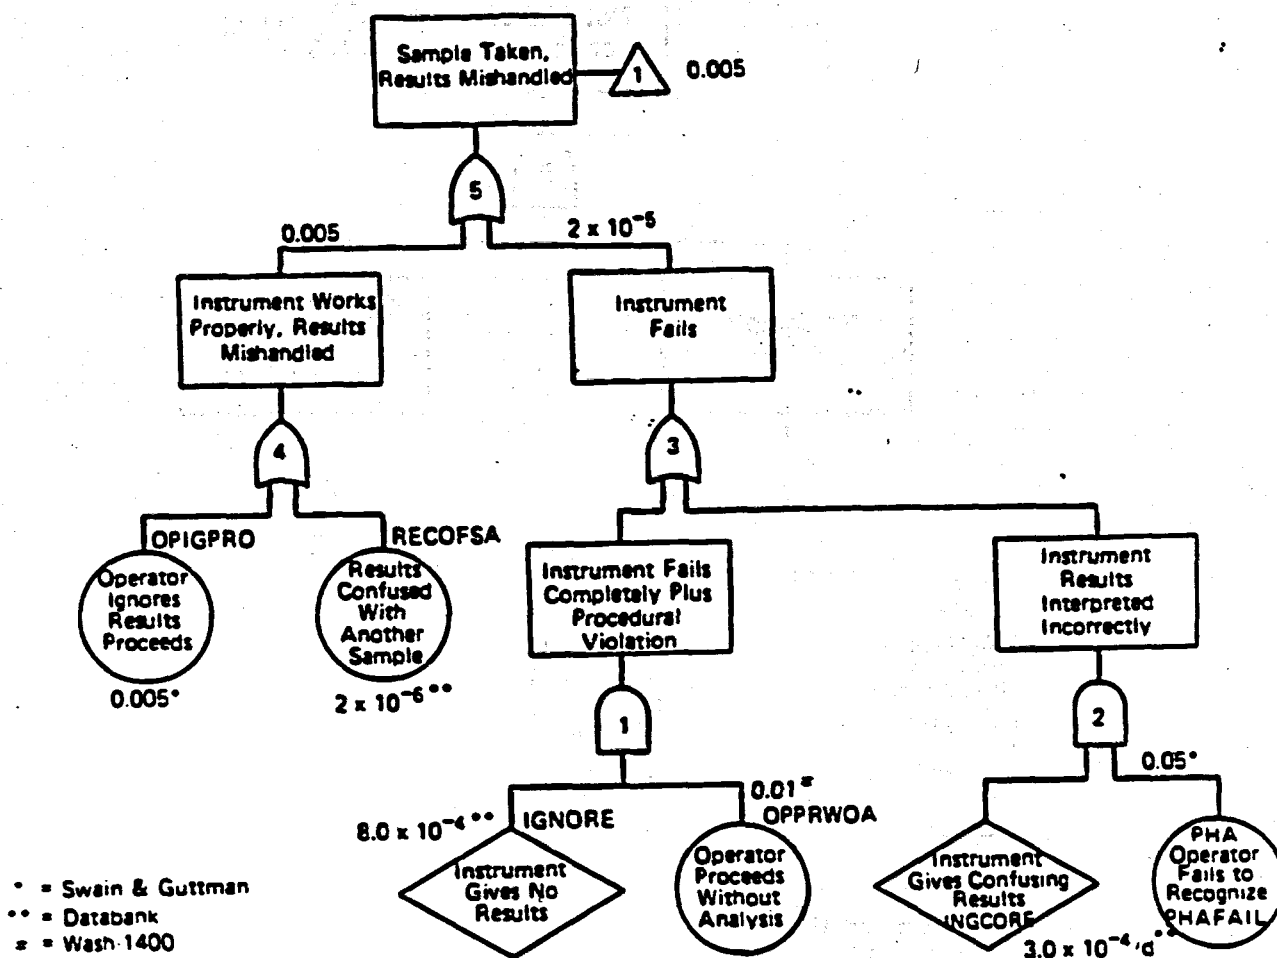 Sample Taken,
Results Mishandled
1
0.005
5
0.005
2 x 10⁻⁵
Instrument Works
Properly, Results
Mishandled
Instrument
Fails
4
3
OPIGPRO
RECOFSA
Operator
Ignores
Results
Proceeds
0.005*
Results
Confused
With
Another
Sample
2 x 10⁻⁶ **
Instrument Fails
Completely Plus
Procedural
Violation
Instrument
Results
Interpreted
Incorrectly
1
2
8.0 x 10⁻⁴ **
IGNORE
0.01#
OPPRWOA
0.05*
Instrument
Gives No
Results
Operator
Proceeds
Without
Analysis
Instrument
Gives Confusing
Results
INGCORE
3.0 x 10⁻⁴/d**
PHA
Operator
Fails to
Recognize
PHAFAIL
* = Swain & Guttman
** = Databank
# = Wash-1400